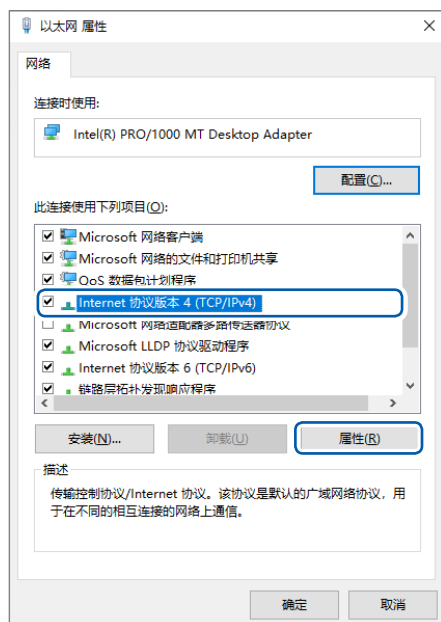 以太网 属性
网络
连接时使用:
Intel(R) PRO/1000 MT Desktop Adapter
配置(C)...
此连接使用下列项目(O):
Microsoft 网络客户端
Microsoft 网络的文件和打印机共享
QoS 数据包计划程序
Internet 协议版本 4 (TCP/IPv4)
Microsoft 网络适配器多路传送器协议
Microsoft LLDP 协议驱动程序
Internet 协议版本 6 (TCP/IPv6)
链路层拓扑发现响应程序
安装(N)... 卸载(U) 属性(R)
描述
传输控制协议/Internet 协议。该协议是默认的广域网络协议，用
于在不同的相互连接的网络上通信。
确定 取消